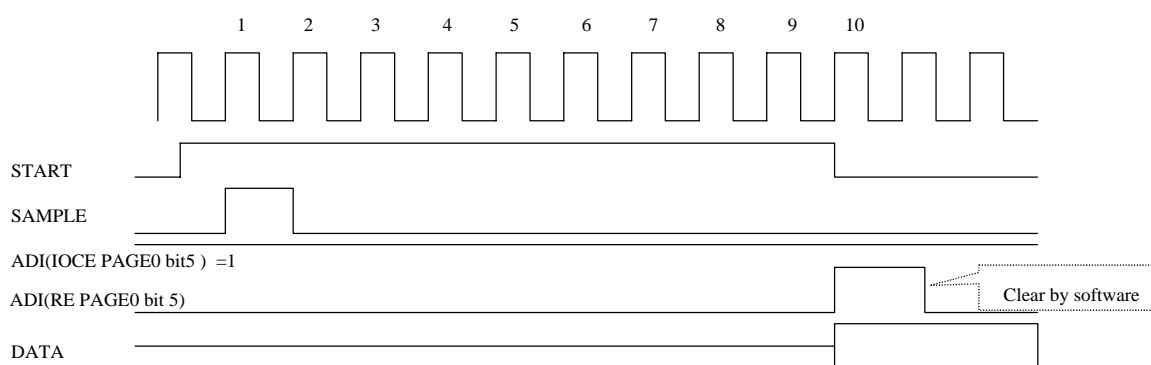 1 2 3 4 5 6 7 8 9 10
START
SAMPLE
ADI(IOCE PAGE0 bit5 ) =1
ADI(RE PAGE0 bit 5)
Clear by software
DATA